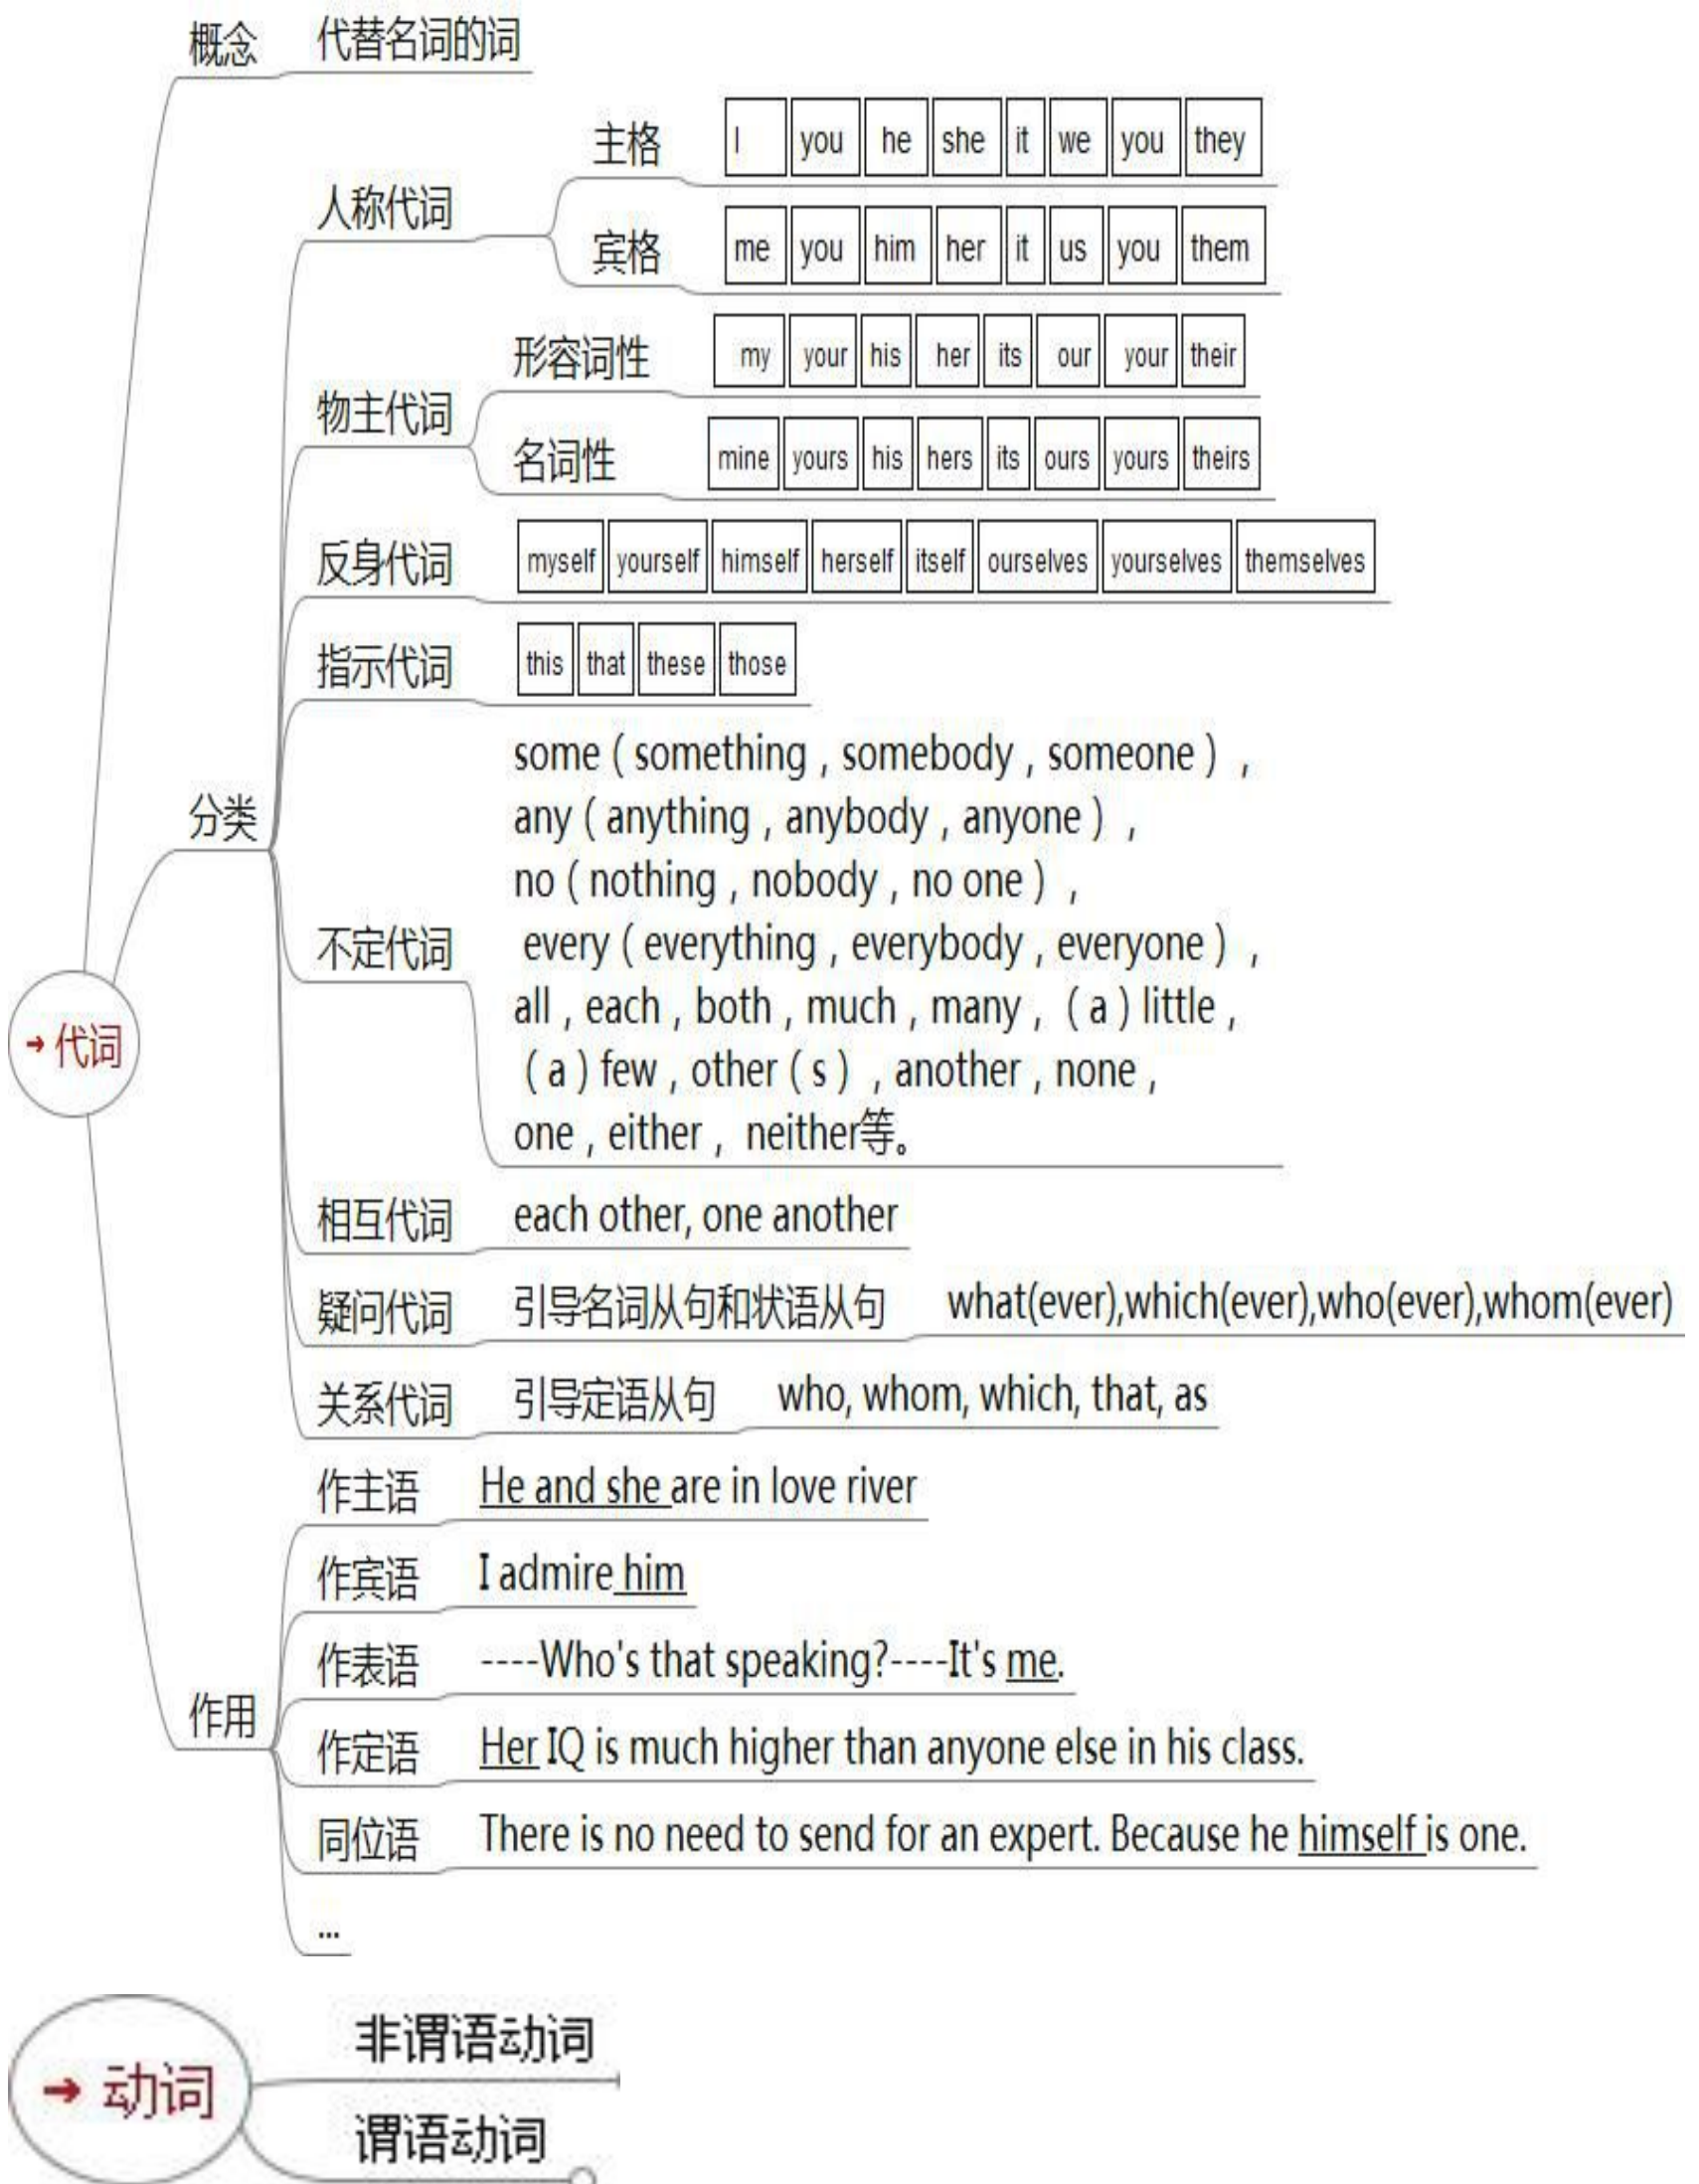 概念 代替名词的词
主格 I you he she it we you they
人称代词
宾格 me you him her it us you them
形容词性 my your his her its our your their
物主代词
名词性 mine yours his hers its ours yours theirs
反身代词 myself yourself himself herself itself ourselves yourselves themselves
指示代词 this that these those
分类
some ( something , somebody , someone ) ,
any ( anything , anybody , anyone ) ,
no ( nothing , nobody , no one ) ,
不定代词 every ( everything , everybody , everyone ) ,
all , each , both , much , many , ( a ) little ,
( a ) few , other ( s ) , another , none ,
one , either , neither等。
→ 代词
相互代词 each other, one another
疑问代词 引导名词从句和状语从句 what(ever),which(ever),who(ever),whom(ever)
关系代词 引导定语从句 who, whom, which, that, as
作主语 He and she are in love river
作宾语 I admire him
作表语 ----Who's that speaking?----It's me.
作用
作定语 Her IQ is much higher than anyone else in his class.
同位语 There is no need to send for an expert. Because he himself is one.
...
非谓语动词
→ 动词
谓语动词